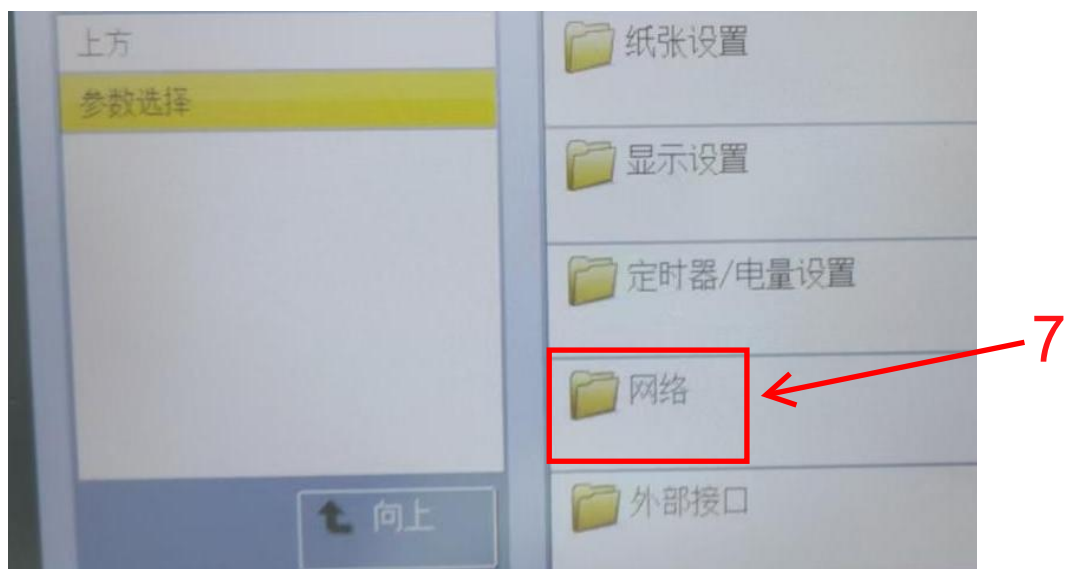 上方
参数选择
向上
纸张设置
显示设置
定时器/电量设置
网络
外部接口
7